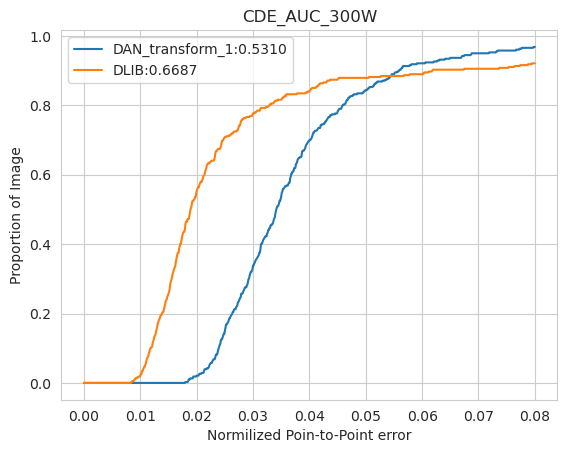 CDE_AUC_300W
DAN_transform_1:0.5310
DLIB:0.6687
Proportion of Image
1.0
0.8
0.6
0.4
0.2
0.0
0.00 0.01 0.02 0.03 0.04 0.05 0.06 0.07 0.08
Normilized Poin-to-Point error